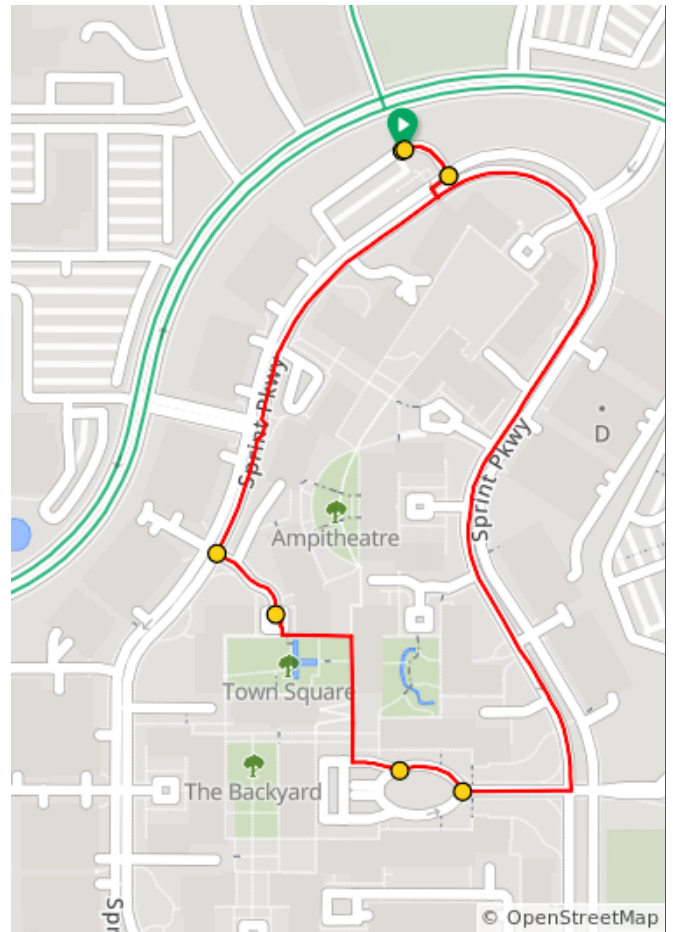 Sprint Pkwy
D
Sprint Pkwy
Ampitheatre
Town Square
The Backyard
Spr
© OpenStreetMap